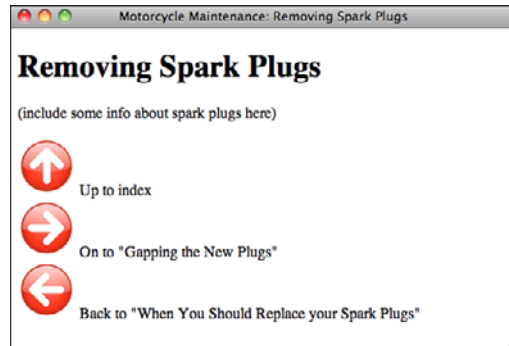 Motorcycle Maintenance: Removing Spark Plugs
Removing Spark Plugs
(include some info about spark plugs here)
Up to index
On to "Gapping the New Plugs"
Back to "When You Should Replace your Spark Plugs"